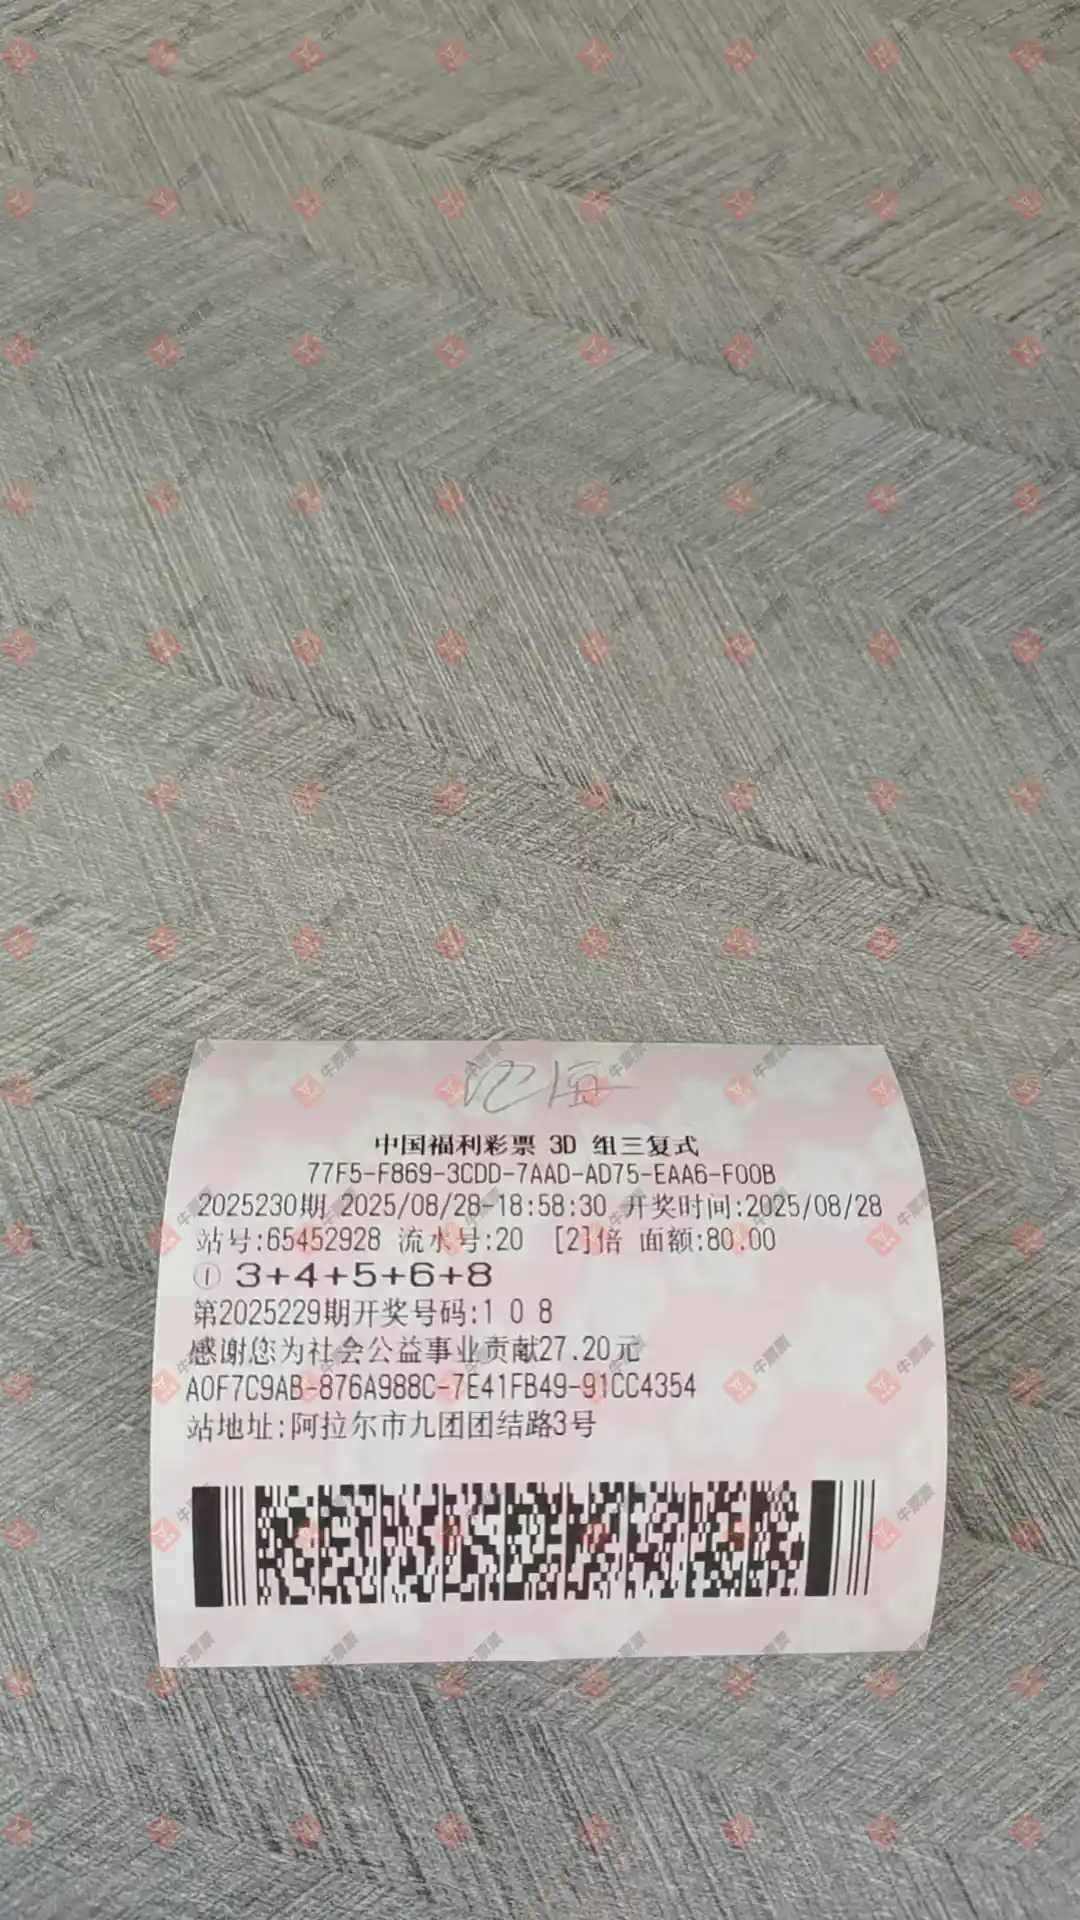 中国福利彩票 3D 组三复式
77F5-F869-3CDD-7AAD-AD75-EAA6-F00B
2025230期 2025/08/28-18:58:30 开奖时间:2025/08/28
站号:65452928 流水号:20 [2]倍 面额:80.00
① 3+4+5+6+8
第2025229期开奖号码:1 0 8
感谢您为社会公益事业贡献27.20元
A0F7C9AB-876A988C-7E41FB49-91CC4354
站地址:阿拉尔市九团团结路3号
牛票票